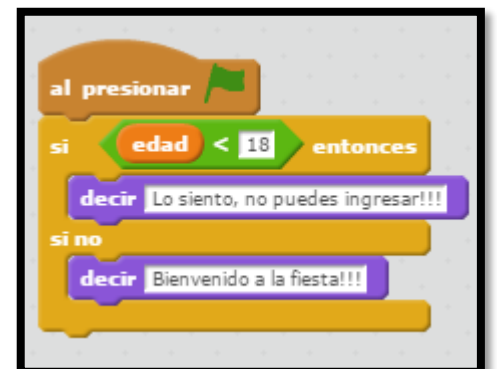 al presionar
si edad < 18 entonces
decir Lo siento, no puedes ingresar!!!
si no
decir Bienvenido a la fiesta!!!